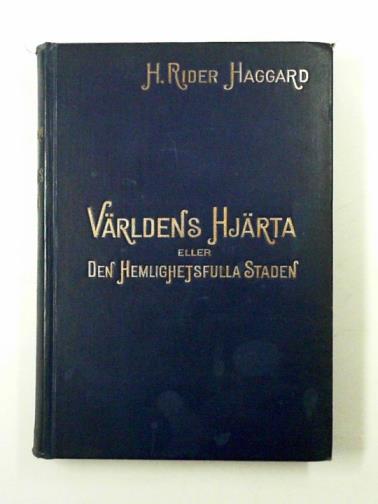 H. RIDER HAGGARD
VÄRLDENS HJÄRTA
ELLER
DEN HEMLIGHETSFULLA STADEN